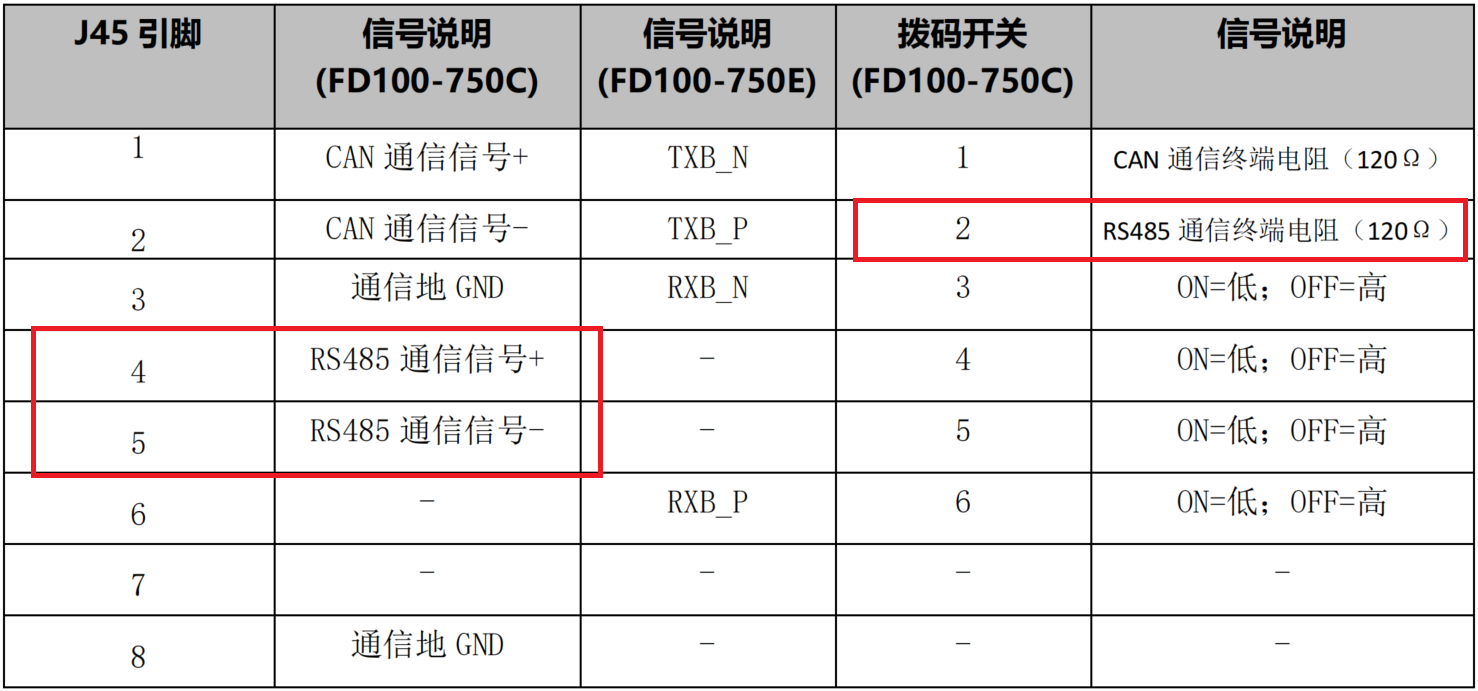 J45 引脚 信号说明 信号说明 拨码开关 信号说明
(FD100-750C) (FD100-750E) (FD100-750C)
1 CAN 通信信号+ TXB_N 1 CAN 通信终端电阻（120Ω）
2 CAN 通信信号- TXB_P 2 RS485 通信终端电阻（120Ω）
3 通信地 GND RXB_N 3 ON=低；OFF=高
4 RS485 通信信号+ - 4 ON=低；OFF=高
5 RS485 通信信号- - 5 ON=低；OFF=高
6 - RXB_P 6 ON=低；OFF=高
7 - - - -
8 通信地 GND - - -